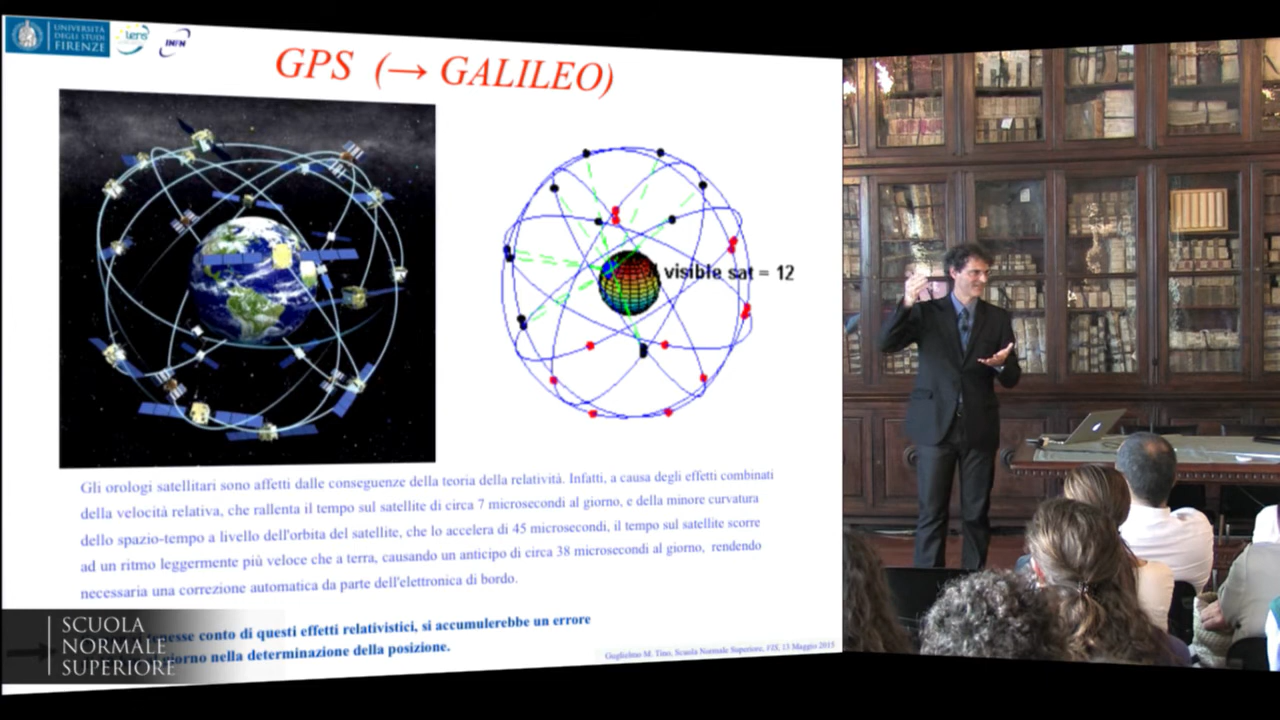 UNIVERSITÀ
DEGLI STUDI
FIRENZE
lens
INFN
GPS (→ GALILEO)
visible sat = 12
Gli orologi satellitari sono affetti dalle conseguenze della teoria della relatività. Infatti, a causa degli effetti combinati
della velocità relativa, che rallenta il tempo sul satellite di circa 7 microsecondi al giorno, e della minore curvatura
dello spazio-tempo a livello dell'orbita del satellite, che lo accelera di 45 microsecondi, il tempo sul satellite scorre
ad un ritmo leggermente più veloce che a terra, causando un anticipo di circa 38 microsecondi al giorno, rendendo
necessaria una correzione automatica da parte dell'elettronica di bordo.
conto di questi effetti relativistici, si accumulerebbe un errore
nella determinazione della posizione.
Guglielmo M. Tino, Scuola Normale Superiore, VIS, 13 Maggio 2015
SCUOLA
NORMALE
SUPERIORE